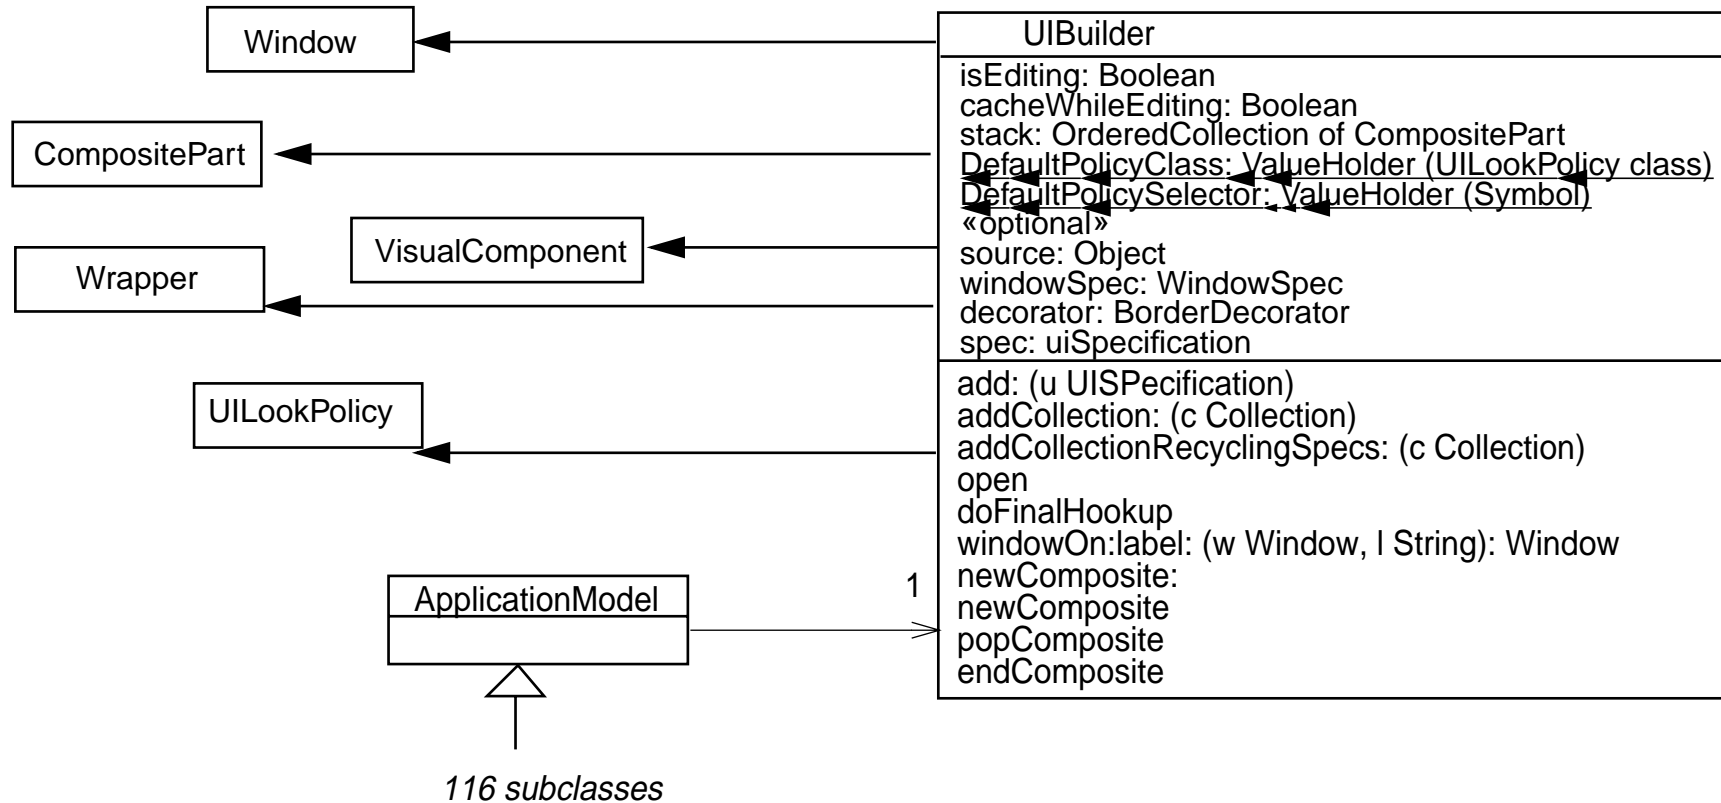 Window
CompositePart
VisualComponent
Wrapper
UILookPolicy
ApplicationModel
116 subclasses
1
UIBuilder
isEditing: Boolean
cacheWhileEditing: Boolean
stack: OrderedCollection of CompositePart
DefaultPolicyClass: ValueHolder (UILookPolicy class)
DefaultPolicySelector: ValueHolder (Symbol)
«optional»
source: Object
windowSpec: WindowSpec
decorator: BorderDecorator
spec: uiSpecification
add: (u UISPecification)
addCollection: (c Collection)
addCollectionRecyclingSpecs: (c Collection)
open
doFinalHookup
windowOn:label: (w Window, l String): Window
newComposite:
newComposite
popComposite
endComposite